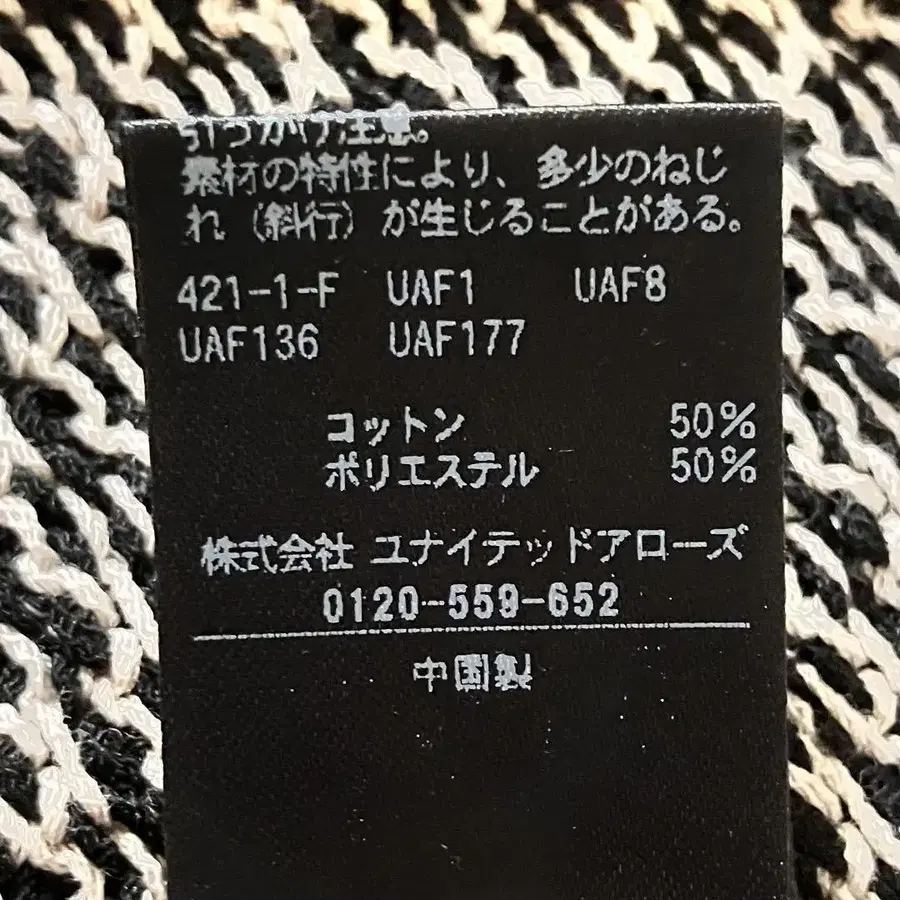 引っかけ注意。
素材の特性により、多少のねじ
れ（斜行）が生じることがある。
421-1-F UAF1 UAF8
UAF136 UAF177
コットン 50%
ポリエステル 50%
株式会社 ユナイテッドアローズ
0120-559-652
中国製